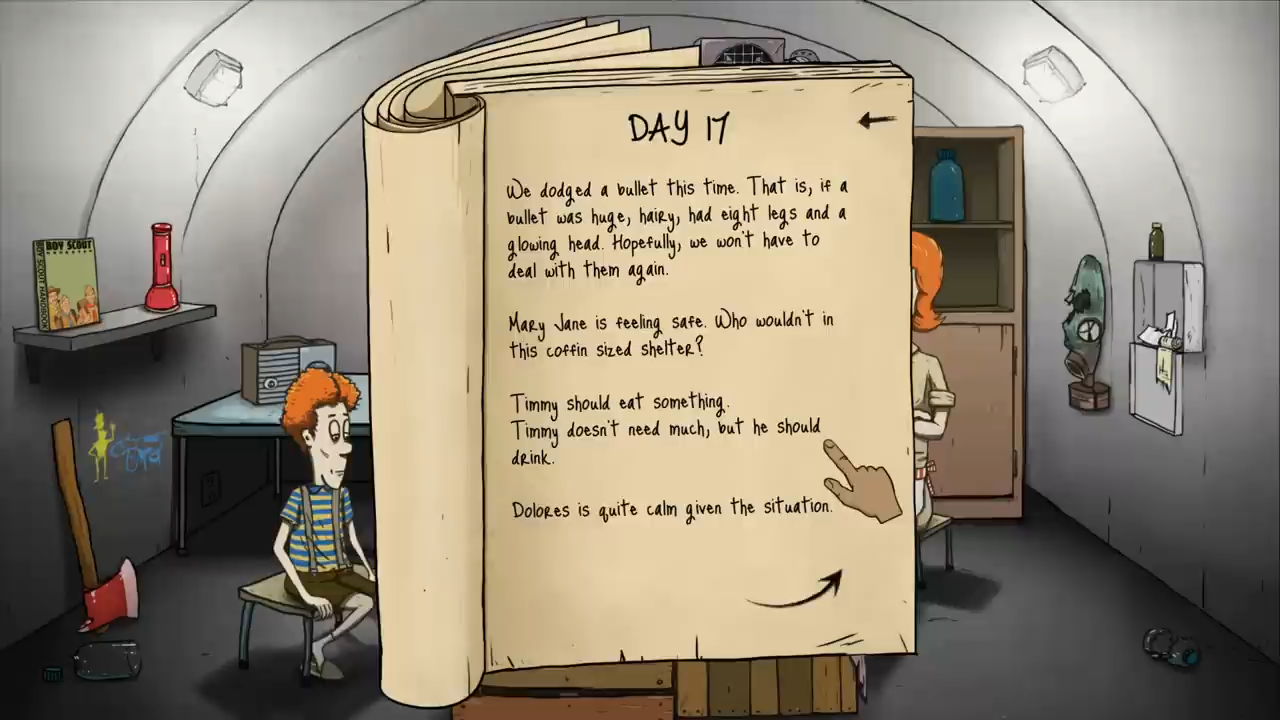 DAY 17
We dodged a bullet this time. That is, if a
bullet was huge, hairy, had eight legs and a
glowing head. Hopefully, we won't have to
deal with them again.
Mary Jane is feeling safe. Who wouldn't in
this coffin sized shelter?
Timmy should eat something.
Timmy doesn't need much, but he should
drink.
Dolores is quite calm given the situation.
BOY SCOUT
BOY SCOUT HANDBOOK